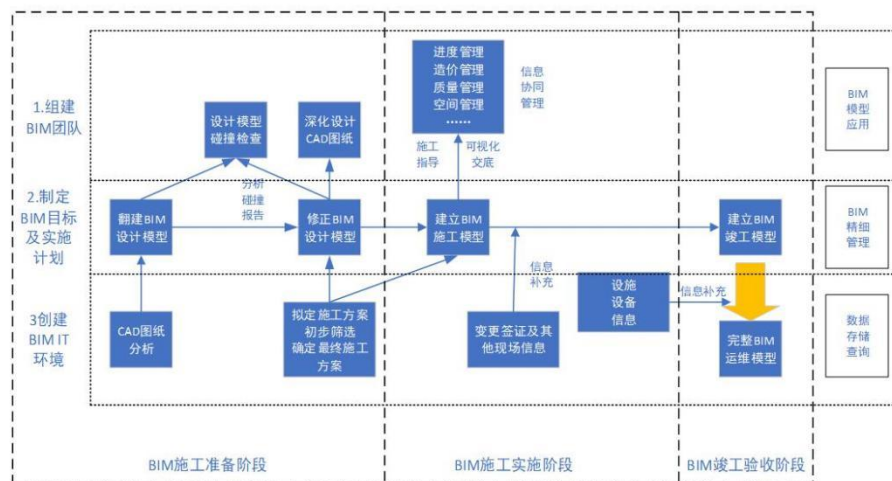 1.组建
BIM团队
2.制定
BIM目标
及实施
计划
3创建
BIM IT
环境
设计模型
碰撞检查
深化设计
CAD图纸
进度管理
造价管理
质量管理
空间管理
......
信息
协同
管理
施工
指导
可视化
交底
分析
碰撞
报告
翻建BIM
设计模型
修正BIM
设计模型
建立BIM
施工模型
建立BIM
竣工模型
信息
补充
设施
设备
信息
信息补充
CAD图纸
分析
拟定施工方案
初步筛选
确定最终施工
方案
变更签证及其
他现场信息
完整BIM
运维模型
BIM
模型
应用
BIM
精细
管理
数据
存储
查询
BIM施工准备阶段
BIM施工实施阶段
BIM竣工验收阶段